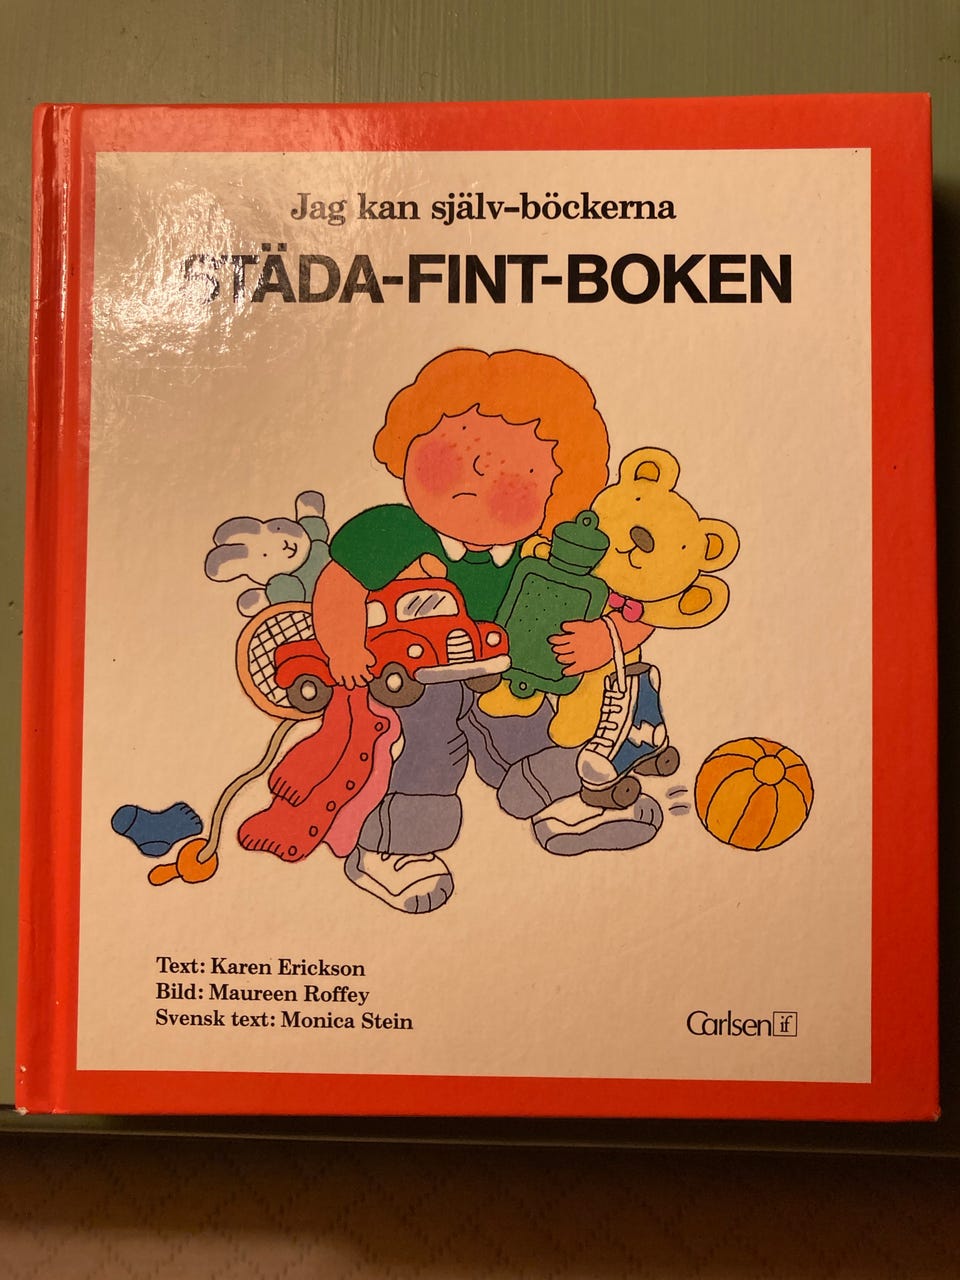 Jag kan själv-böckerna
STÄDA-FINT-BOKEN
Text: Karen Erickson
Bild: Maureen Roffey
Svensk text: Monica Stein
Carlsen if